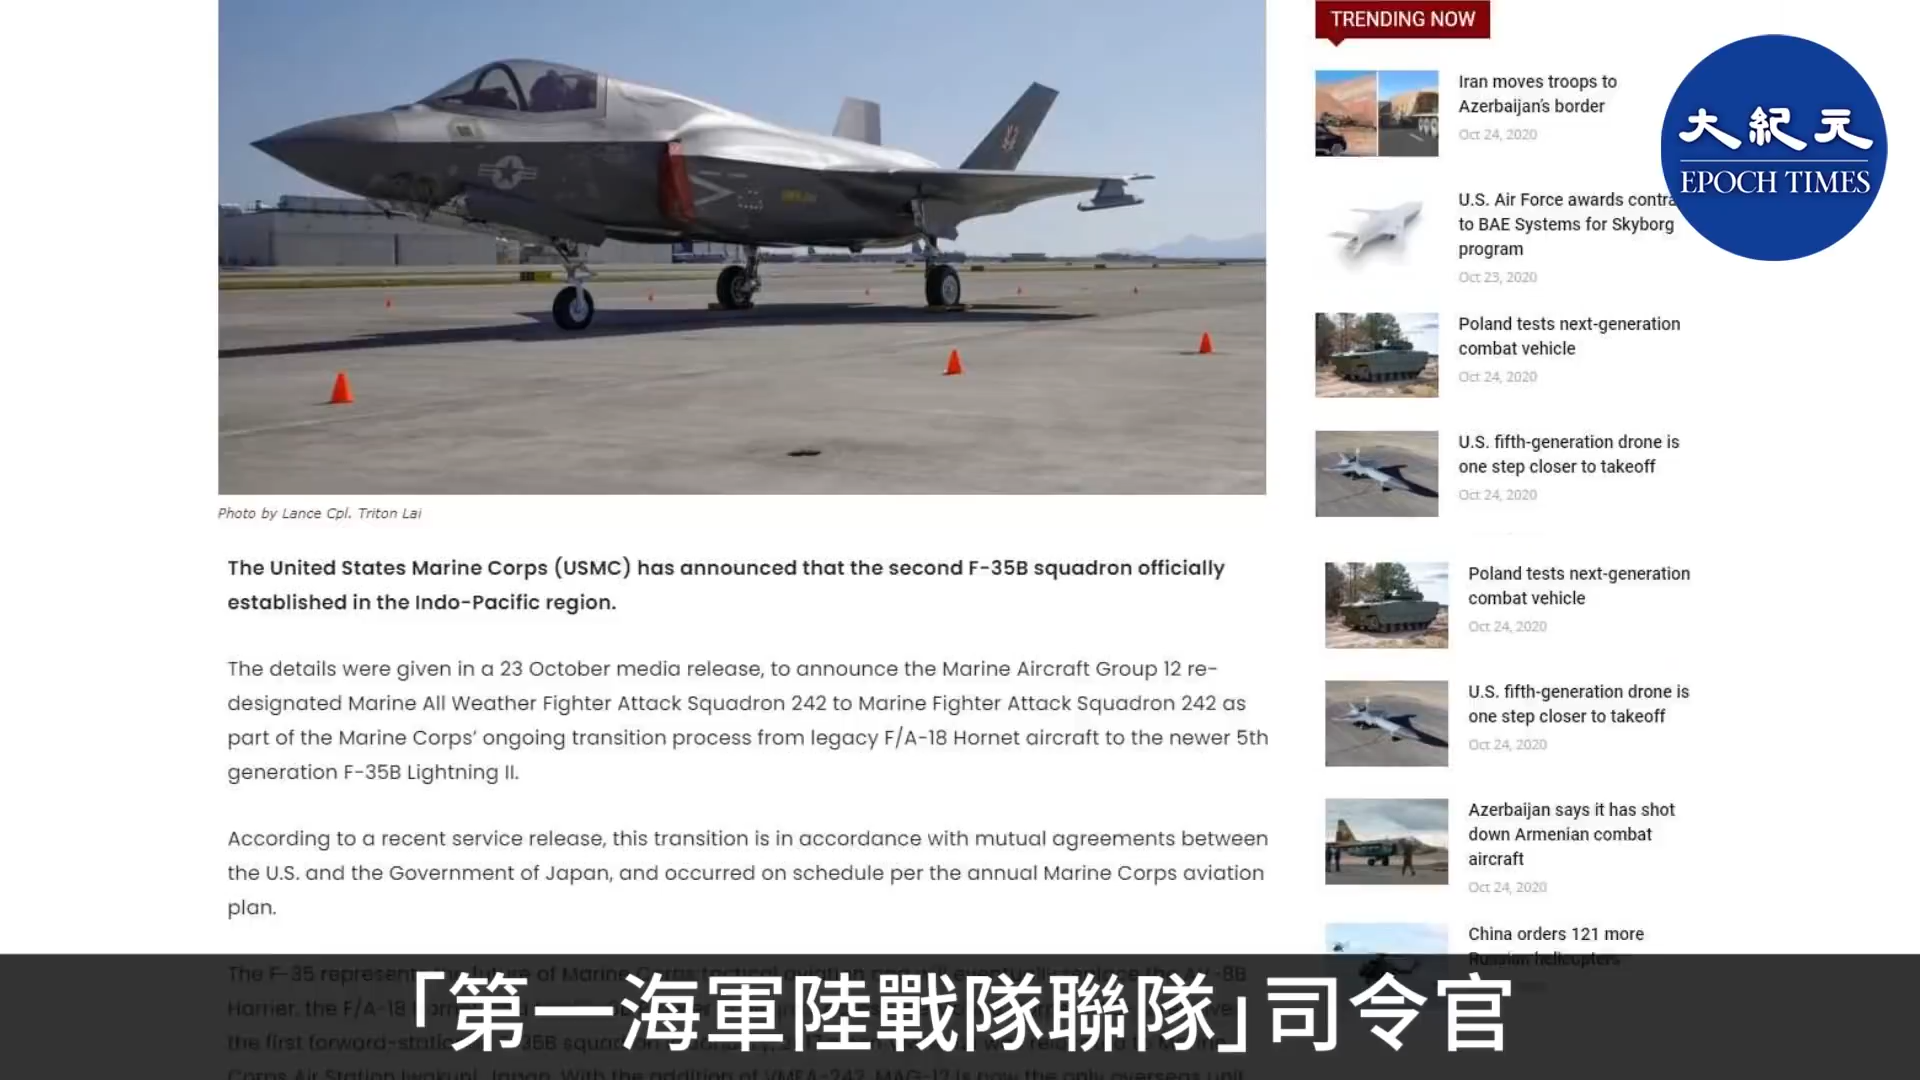 TRENDING NOW
Iran moves troops to
Azerbaijan's border
Oct 24, 2020
U.S. Air Force awards contra
to BAE Systems for Skyborg
program
Oct 23, 2020
Poland tests next-generation
combat vehicle
Oct 24, 2020
U.S. fifth-generation drone is
one step closer to takeoff
Oct 24, 2020
大紀元
EPOCH TIMES
Photo by Lance Cpl. Triton Lai
The United States Marine Corps (USMC) has announced that the second F-35B squadron officially
established in the Indo-Pacific region.
The details were given in a 23 October media release, to announce the Marine Aircraft Group 12 re-
designated Marine All Weather Fighter Attack Squadron 242 to Marine Fighter Attack Squadron 242 as
part of the Marine Corps' ongoing transition process from legacy F/A-18 Hornet aircraft to the newer 5th
generation F-35B Lightning II.
According to a recent service release, this transition is in accordance with mutual agreements between
the U.S. and the Government of Japan, and occurred on schedule per the annual Marine Corps aviation
plan.
Poland tests next-generation
combat vehicle
Oct 24, 2020
U.S. fifth-generation drone is
one step closer to takeoff
Oct 24, 2020
Azerbaijan says it has shot
down Armenian combat
aircraft
Oct 24, 2020
China orders 121 more
Russian helicopters
「第一海軍陸戰隊聯隊」司令官